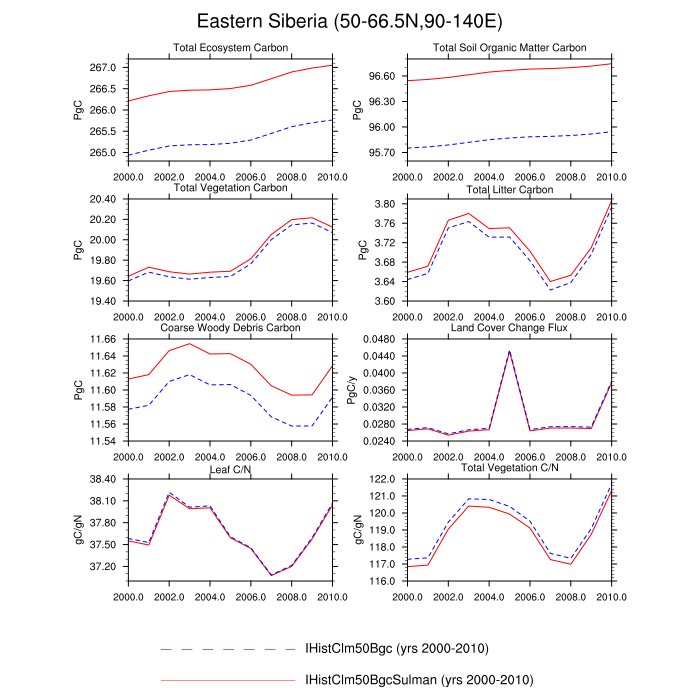 Eastern Siberia (50-66.5N,90-140E)
Total Ecosystem Carbon
PgC
267.0
266.5
266.0
265.5
265.0
2000.0 2002.0 2004.0 2006.0 2008.0 2010.0
Total Soil Organic Matter Carbon
PgC
96.60
96.30
96.00
95.70
2000.0 2002.0 2004.0 2006.0 2008.0 2010.0
Total Vegetation Carbon
PgC
20.40
20.20
20.00
19.80
19.60
19.40
2000.0 2002.0 2004.0 2006.0 2008.0 2010.0
Total Litter Carbon
PgC
3.80
3.76
3.72
3.68
3.64
3.60
2000.0 2002.0 2004.0 2006.0 2008.0 2010.0
Coarse Woody Debris Carbon
PgC
11.66
11.64
11.62
11.60
11.58
11.56
11.54
2000.0 2002.0 2004.0 2006.0 2008.0 2010.0
Land Cover Change Flux
PgC/y
0.0480
0.0440
0.0400
0.0360
0.0320
0.0280
0.0240
2000.0 2002.0 2004.0 2006.0 2008.0 2010.0
Leaf C/N
gC/gN
38.40
38.10
37.80
37.50
37.20
2000.0 2002.0 2004.0 2006.0 2008.0 2010.0
Total Vegetation C/N
gC/gN
122.0
121.0
120.0
119.0
118.0
117.0
116.0
2000.0 2002.0 2004.0 2006.0 2008.0 2010.0
IHistClm50Bgc (yrs 2000-2010)
IHistClm50BgcSulman (yrs 2000-2010)